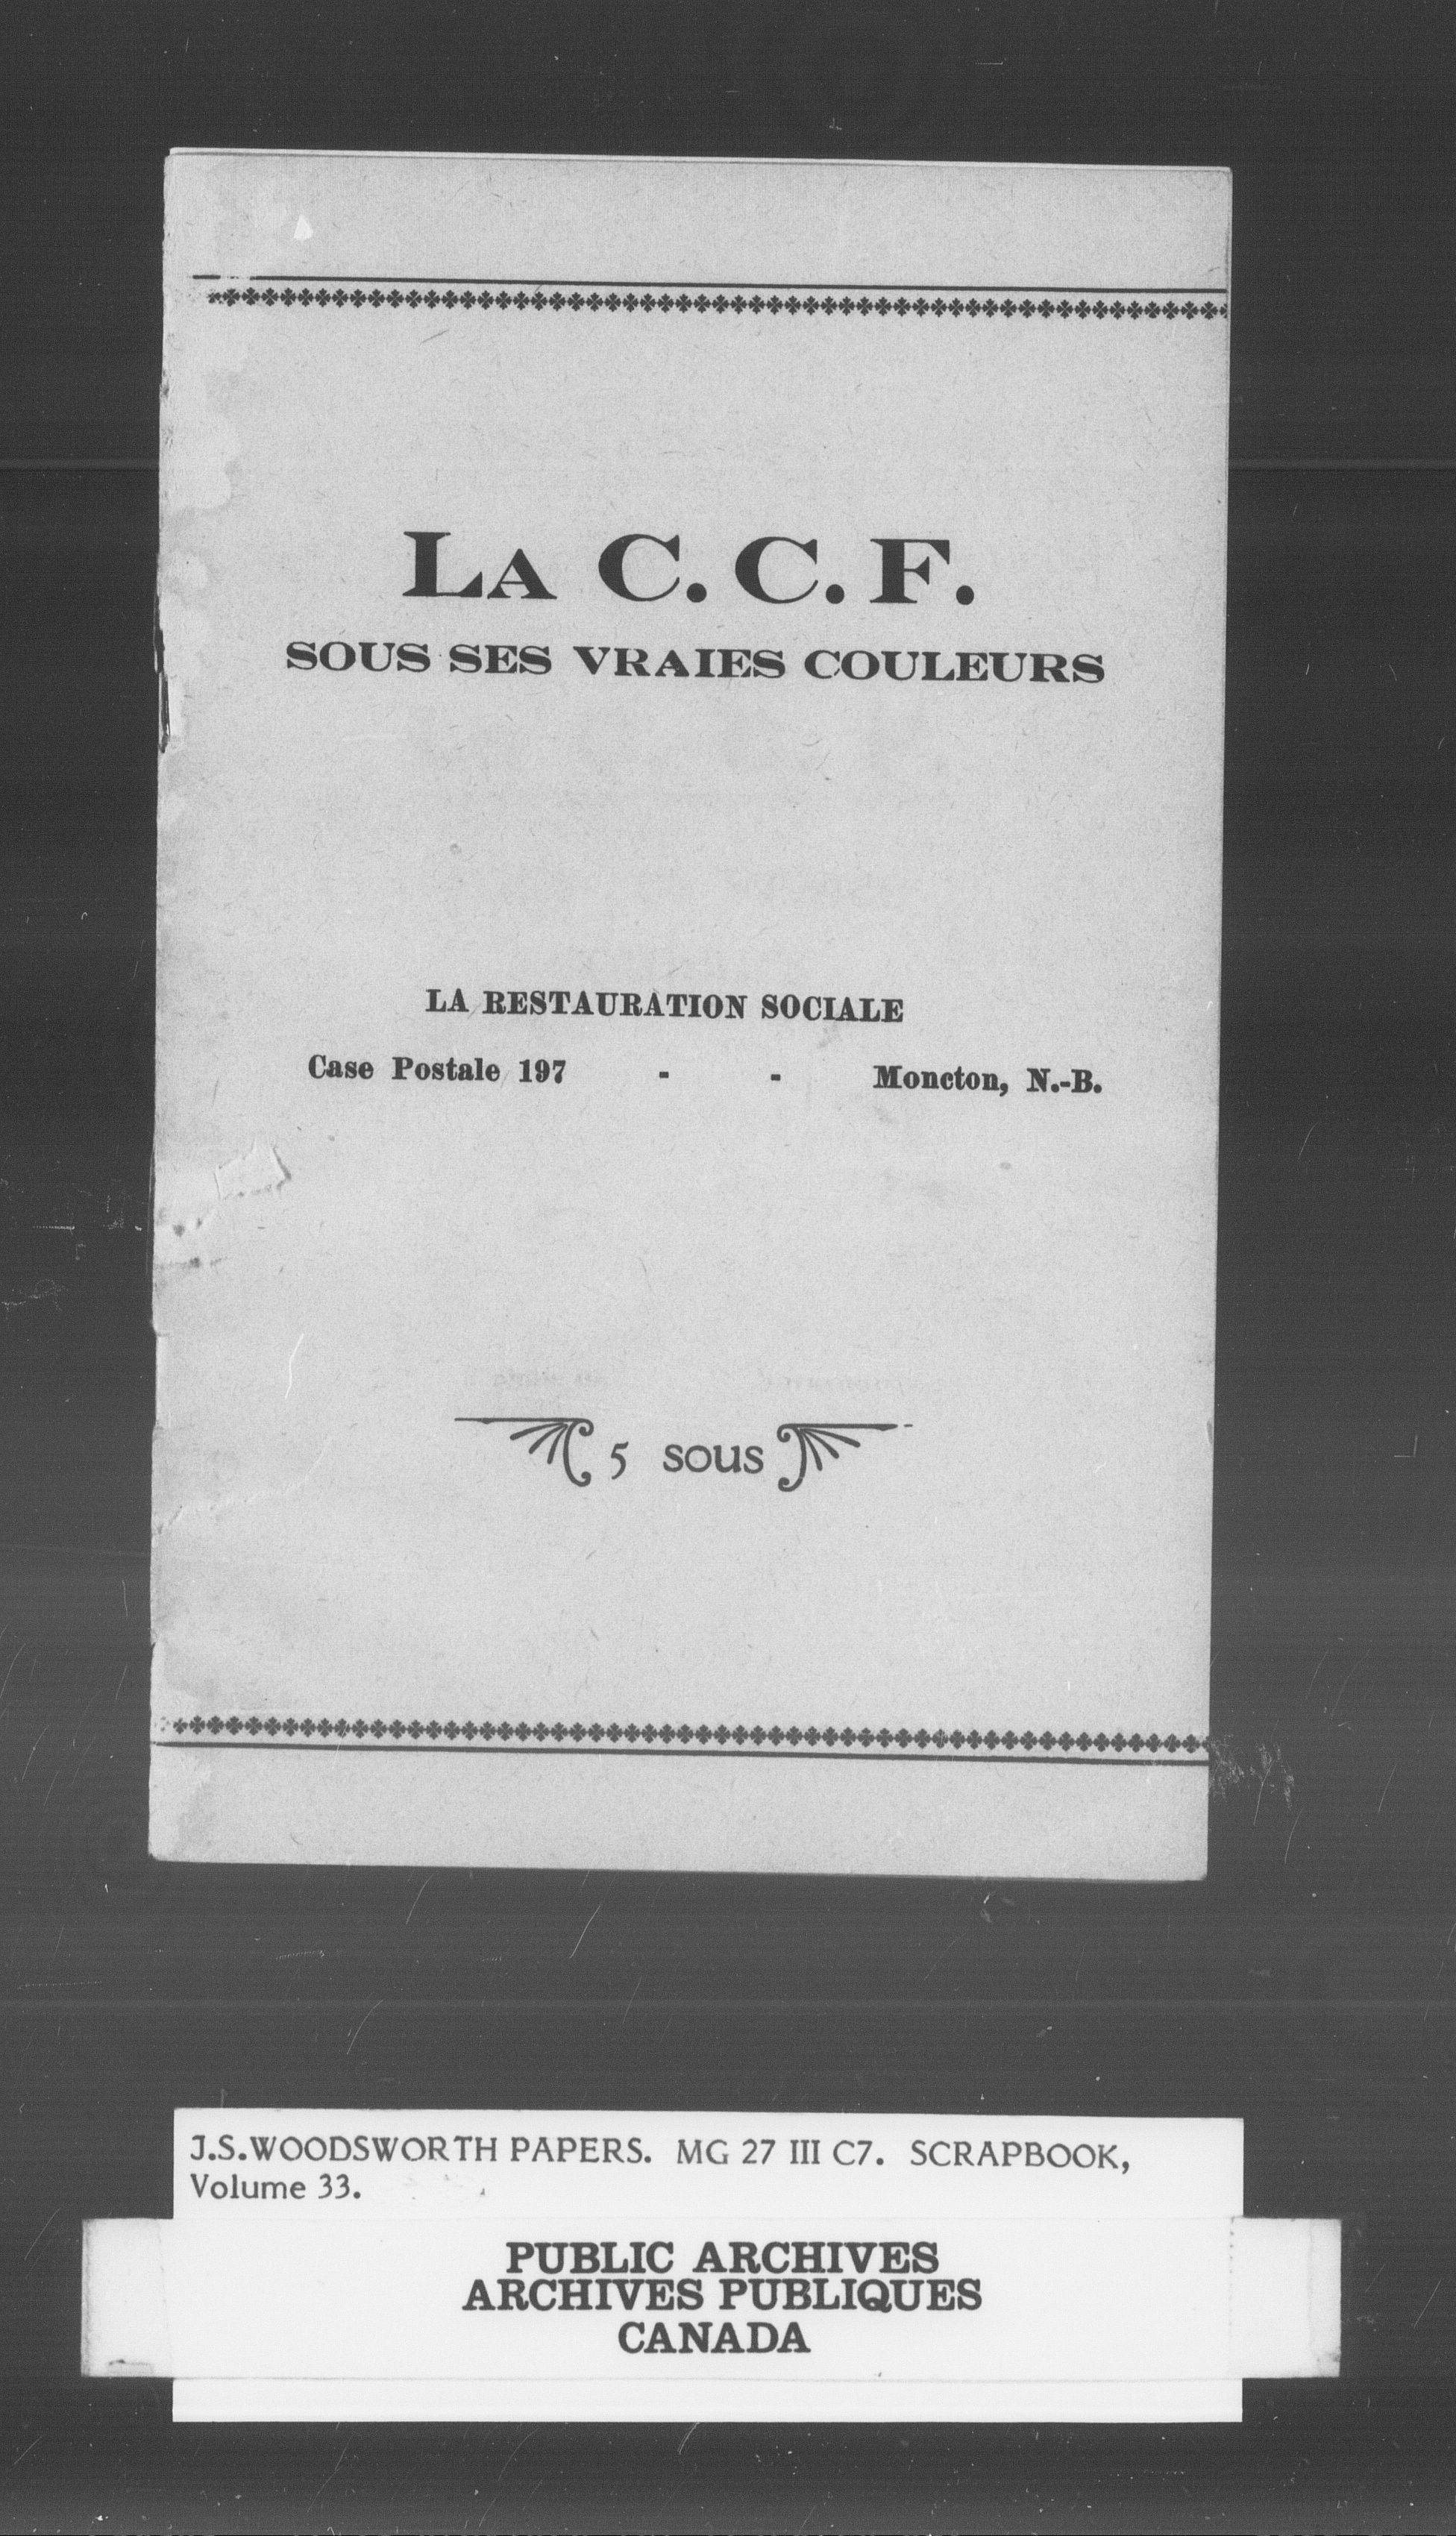 LA C. C. F.
SOUS SES VRAIES COULEURS
LA RESTAURATION SOCIALE
Case Postale 197 - - Moncton, N.-B.
5 sous
J.S.WOODSWORTH PAPERS. MG 27 III C7. SCRAPBOOK,
Volume 33.
PUBLIC ARCHIVES
ARCHIVES PUBLIQUES
CANADA